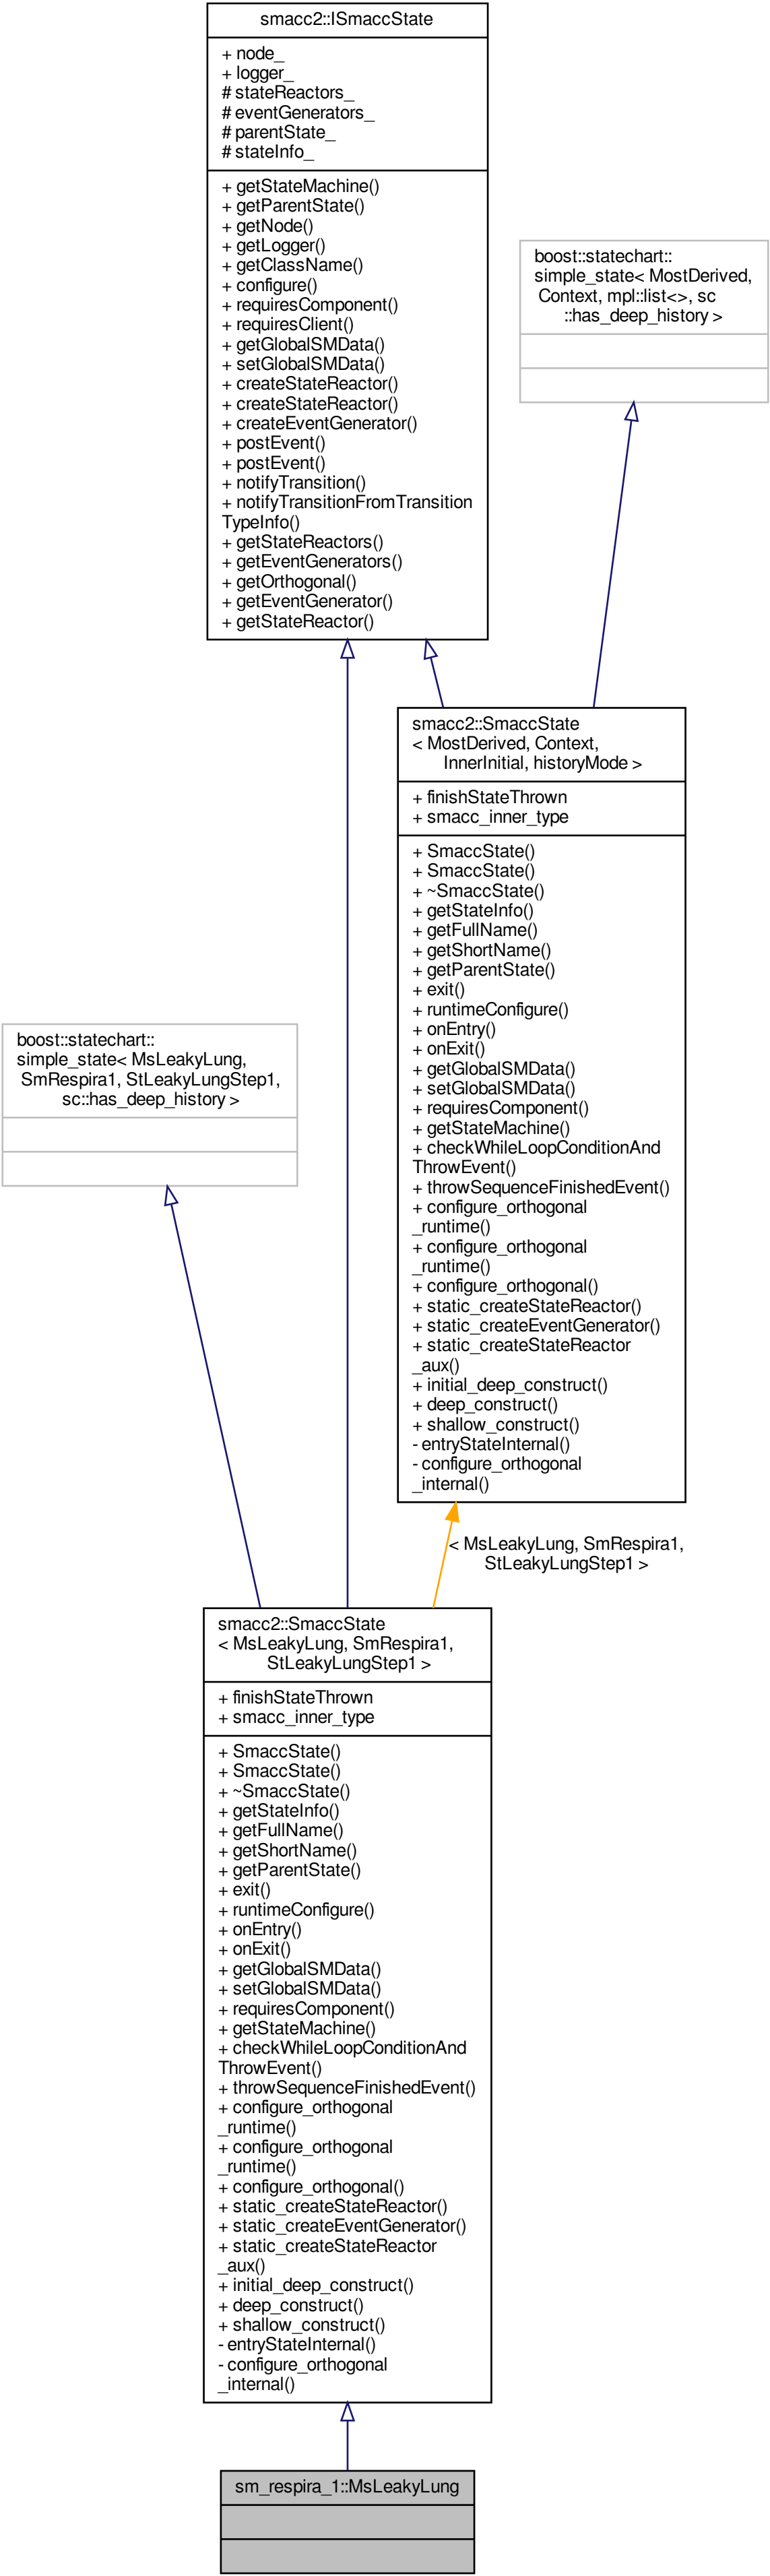 smacc2::ISmaccState
+ node_
+ logger_
# stateReactors_
# eventGenerators_
# parentState_
# stateInfo_
+ getStateMachine()
+ getParentState()
+ getNode()
+ getLogger()
+ getClassName()
+ configure()
+ requiresComponent()
+ requiresClient()
+ getGlobalSMData()
+ setGlobalSMData()
+ createStateReactor()
+ createStateReactor()
+ createEventGenerator()
+ postEvent()
+ postEvent()
+ notifyTransition()
+ notifyTransitionFromTransition
TypeInfo()
+ getStateReactors()
+ getEventGenerators()
+ getOrthogonal()
+ getEventGenerator()
+ getStateReactor()
boost::statechart::
simple_state< MostDerived,
Context, mpl::list<>, sc
::has_deep_history >
smacc2::SmaccState
< MostDerived, Context,
InnerInitial, historyMode >
+ finishStateThrown
+ smacc_inner_type
+ SmaccState()
+ SmaccState()
+ ~SmaccState()
+ getStateInfo()
+ getFullName()
+ getShortName()
+ getParentState()
+ exit()
+ runtimeConfigure()
+ onEntry()
+ onExit()
+ getGlobalSMData()
+ setGlobalSMData()
+ requiresComponent()
+ getStateMachine()
+ checkWhileLoopConditionAnd
ThrowEvent()
+ throwSequenceFinishedEvent()
+ configure_orthogonal
_runtime()
+ configure_orthogonal
_runtime()
+ configure_orthogonal()
+ static_createStateReactor()
+ static_createEventGenerator()
+ static_createStateReactor
_aux()
+ initial_deep_construct()
+ deep_construct()
+ shallow_construct()
- entryStateInternal()
- configure_orthogonal
_internal()
boost::statechart::
simple_state< MsLeakyLung,
SmRespira1, StLeakyLungStep1,
sc::has_deep_history >
< MsLeakyLung, SmRespira1,
StLeakyLungStep1 >
smacc2::SmaccState
< MsLeakyLung, SmRespira1,
StLeakyLungStep1 >
+ finishStateThrown
+ smacc_inner_type
+ SmaccState()
+ SmaccState()
+ ~SmaccState()
+ getStateInfo()
+ getFullName()
+ getShortName()
+ getParentState()
+ exit()
+ runtimeConfigure()
+ onEntry()
+ onExit()
+ getGlobalSMData()
+ setGlobalSMData()
+ requiresComponent()
+ getStateMachine()
+ checkWhileLoopConditionAnd
ThrowEvent()
+ throwSequenceFinishedEvent()
+ configure_orthogonal
_runtime()
+ configure_orthogonal
_runtime()
+ configure_orthogonal()
+ static_createStateReactor()
+ static_createEventGenerator()
+ static_createStateReactor
_aux()
+ initial_deep_construct()
+ deep_construct()
+ shallow_construct()
- entryStateInternal()
- configure_orthogonal
_internal()
sm_respira_1::MsLeakyLung